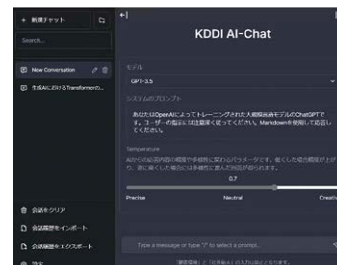 + 新規チャット
KDDI AI-Chat
Search...
New Conversation
生成AIにおけるTransformerの...
モデル
GPT-3.5
システムのプロンプト
あなたはOpenAIによってトレーニングされた大規模言語モデルのChatGPTで
す。ユーザーの指示には注意深く従ってください。Markdownを使用して応答し
てください。
Temperature
0.7
Precise
Neutral
Creati
会話をクリア
会話履歴をインポート
会話履歴をエクスポート
設定
Type a message or type "/" to select a prompt...